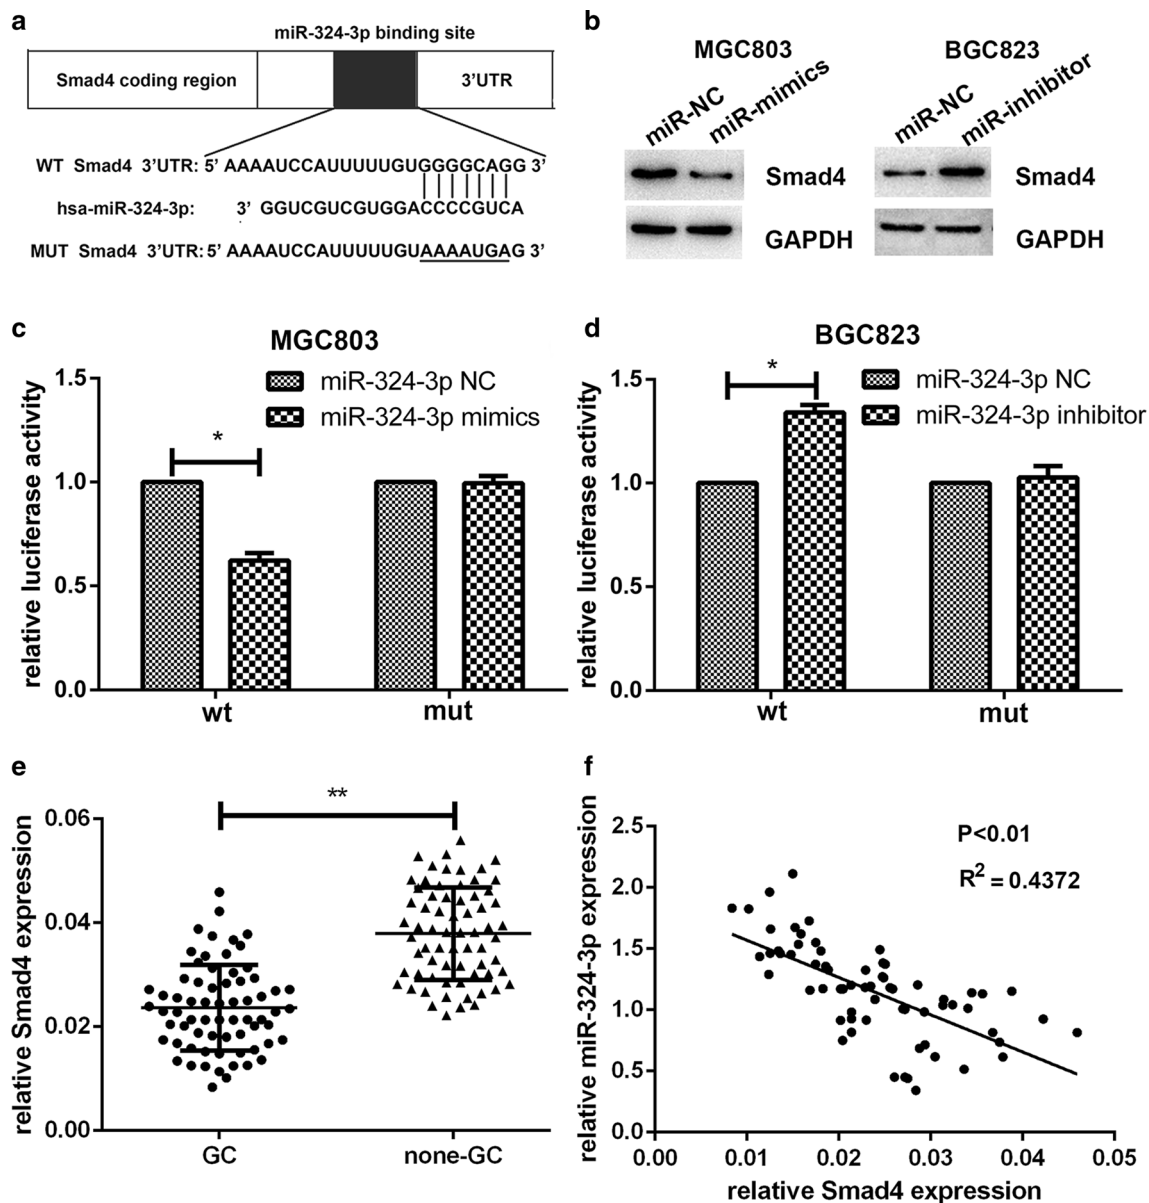 a
miR-324-3p binding site
Smad4 coding region
3'UTR
WT Smad4 3'UTR: 5' AAAAUCCAUUUUUGUGGGGCAGG 3'
hsa-miR-324-3p: 3' GGUCGUCGUGGACCCCGUCA
MUT Smad4 3'UTR: 5' AAAAUCCAUUUUUGUAAAAUGAG 3'
b
MGC803
BGC823
miR-NC
miR-mimics
miR-NC
miR-inhibitor
Smad4
Smad4
GAPDH
GAPDH
c
MGC803
miR-324-3p NC
miR-324-3p mimics
*
relative luciferase activity
1.5
1.0
0.5
0.0
wt
mut
d
BGC823
miR-324-3p NC
miR-324-3p inhibitor
*
relative luciferase activity
1.5
1.0
0.5
0.0
wt
mut
e
**
relative Smad4 expression
0.06
0.04
0.02
0.00
GC
none-GC
f
P<0.01
R2 = 0.4372
relative miR-324-3p expression
2.5
2.0
1.5
1.0
0.5
0.0
0.00
0.01
0.02
0.03
0.04
0.05
relative Smad4 expression